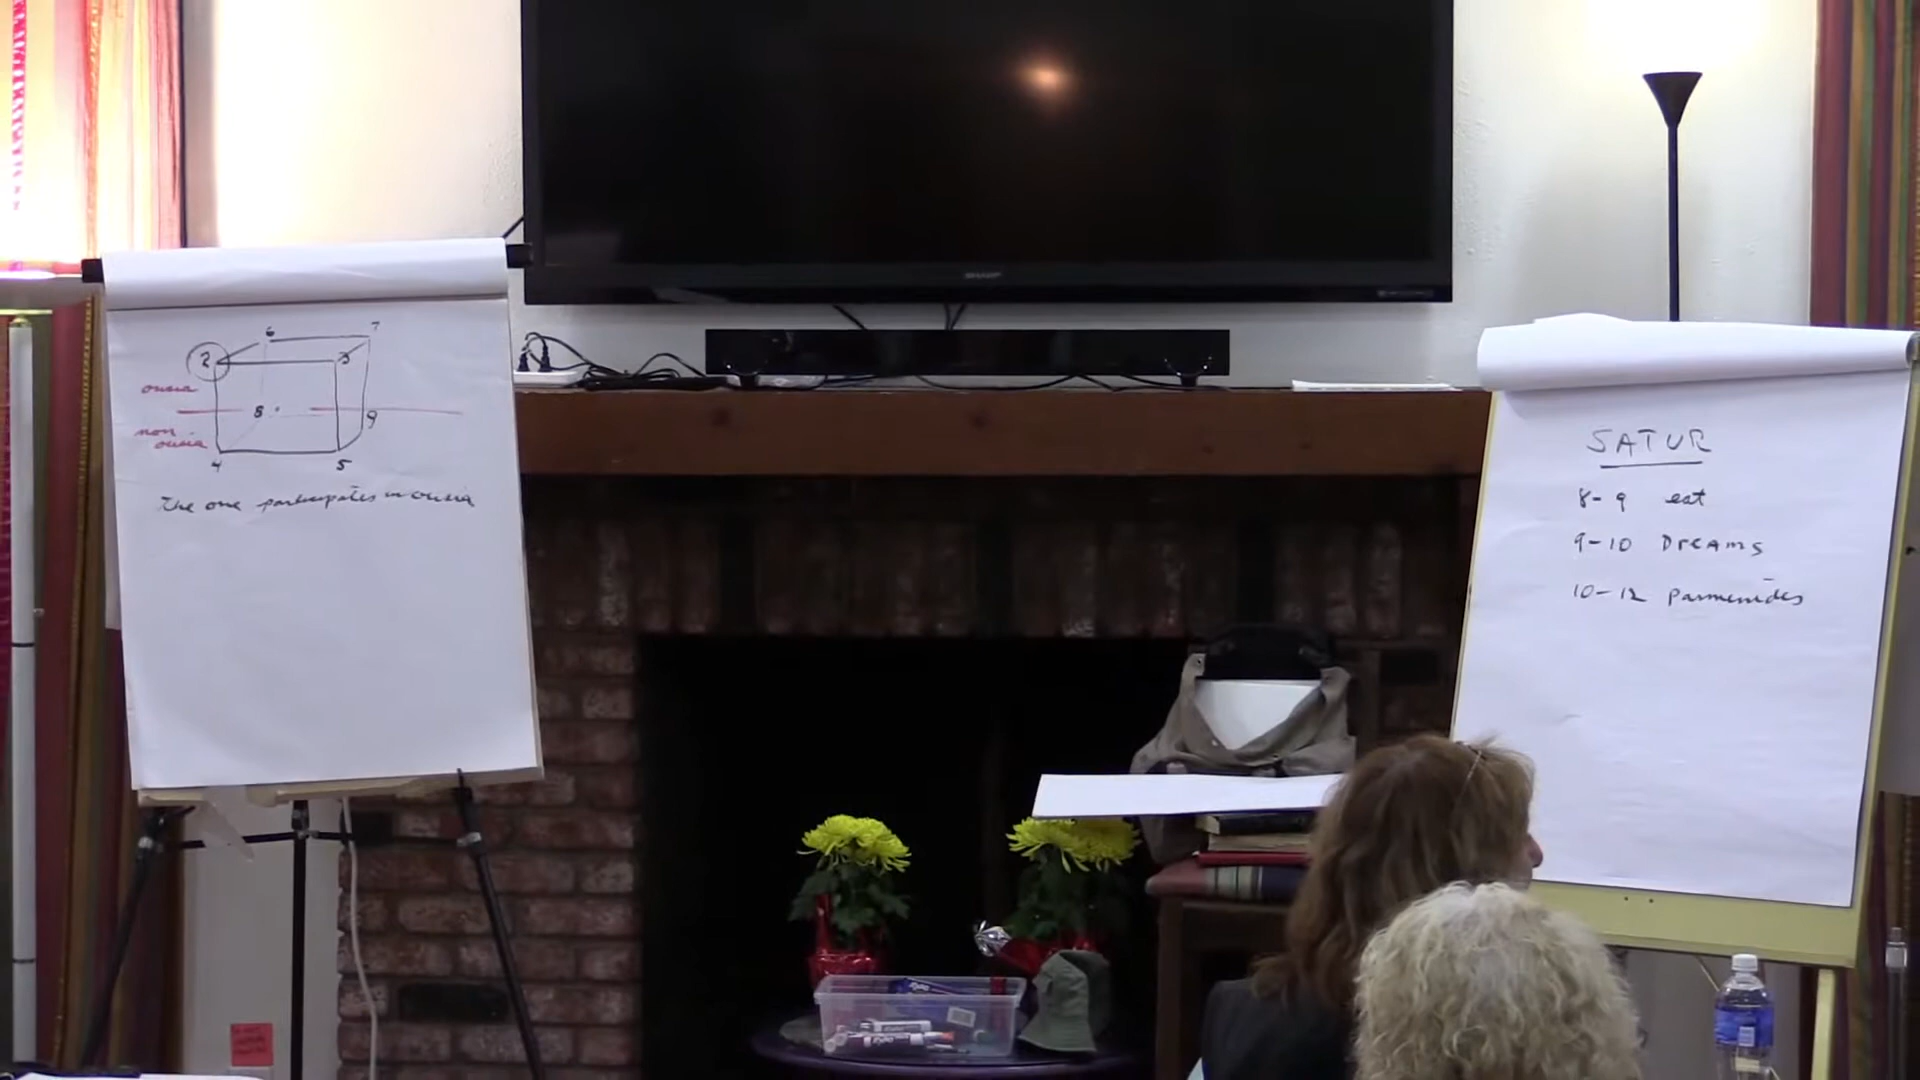 SHARP
6 7
2 3
ousia
8 9
non
ousia
4 5
The one participates in ousia
SATUR
8-9 eat
9-10 Dreams
10-12 Parmenides